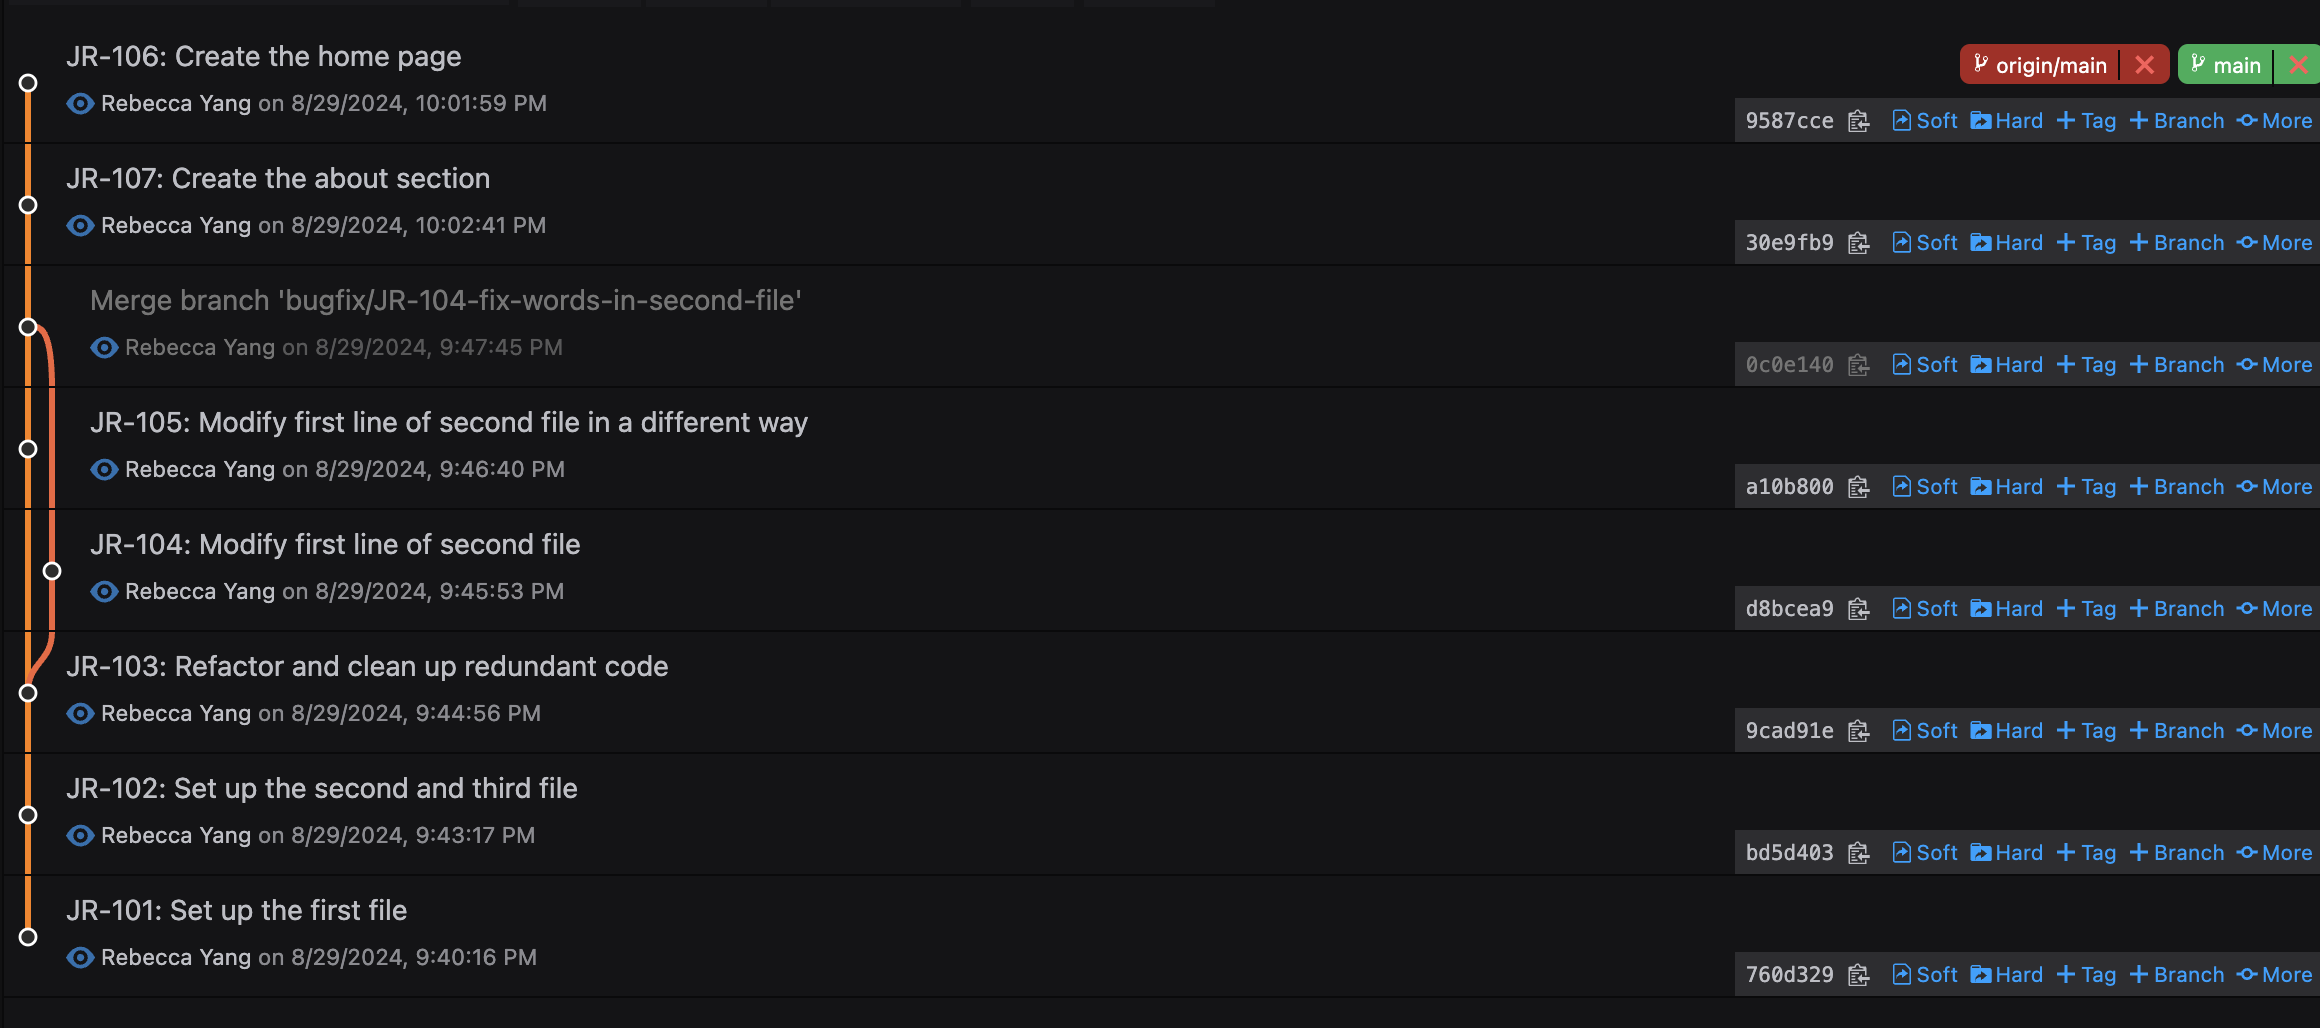 JR-106: Create the home page
origin/main
main
Rebecca Yang on 8/29/2024, 10:01:59 PM
9587cce Soft Hard Tag Branch More
JR-107: Create the about section
Rebecca Yang on 8/29/2024, 10:02:41 PM
30e9fb9 Soft Hard Tag Branch More
Merge branch 'bugfix/JR-104-fix-words-in-second-file'
Rebecca Yang on 8/29/2024, 9:47:45 PM
0c0e140 Soft Hard Tag Branch More
JR-105: Modify first line of second file in a different way
Rebecca Yang on 8/29/2024, 9:46:40 PM
a10b800 Soft Hard Tag Branch More
JR-104: Modify first line of second file
Rebecca Yang on 8/29/2024, 9:45:53 PM
d8bcea9 Soft Hard Tag Branch More
JR-103: Refactor and clean up redundant code
Rebecca Yang on 8/29/2024, 9:44:56 PM
9cad91e Soft Hard Tag Branch More
JR-102: Set up the second and third file
Rebecca Yang on 8/29/2024, 9:43:17 PM
bd5d403 Soft Hard Tag Branch More
JR-101: Set up the first file
Rebecca Yang on 8/29/2024, 9:40:16 PM
760d329 Soft Hard Tag Branch More